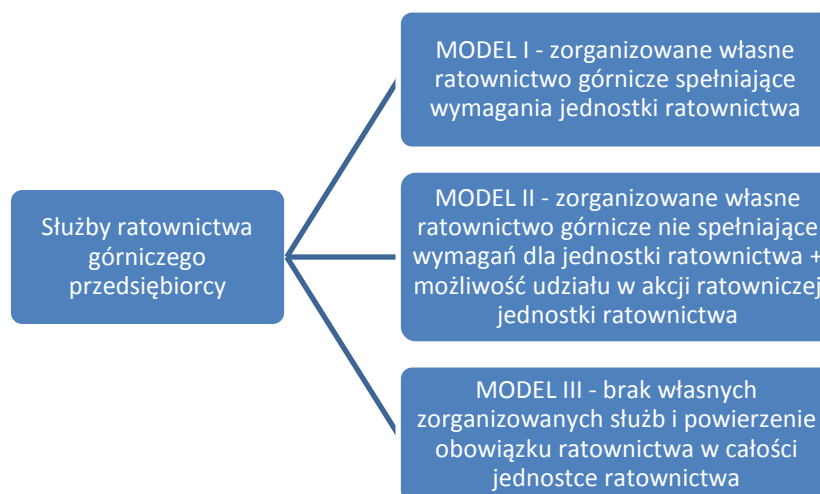 MODEL I - zorganizowane własne
ratownictwo górnicze spełniające
wymagania jednostki ratownictwa
Służby ratownictwa
górniczego
przedsiębiorcy
MODEL II - zorganizowane własne
ratownictwo górnicze nie spełniające
wymagań dla jednostki ratownictwa +
możliwość udziału w akcji ratowniczej
jednostki ratownictwa
MODEL III - brak własnych
zorganizowanych służb i powierzenie
obowiązku ratownictwa w całości
jednostce ratownictwa